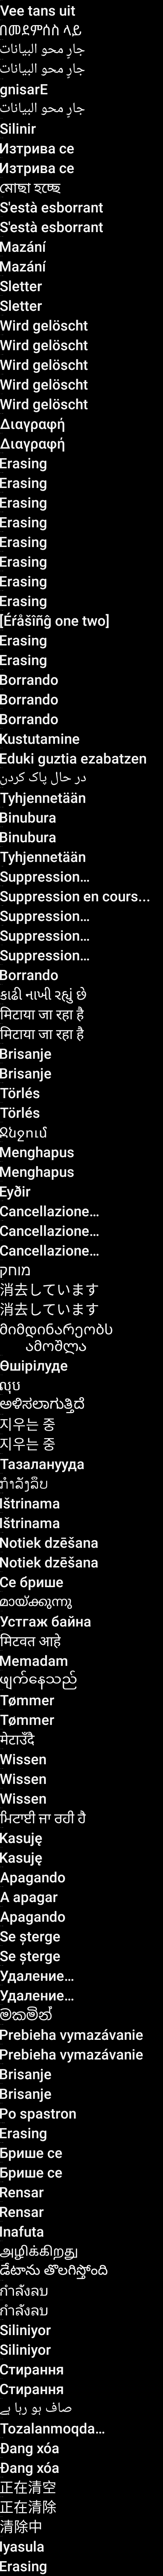 Vee tans uit
በመደምሰስ ላይ
جارٍ محو البيانات
جارٍ محو البيانات
gnisarE
جارٍ محو البيانات
Silinir
Изтрива се
Изтрива се
মোছা হচ্ছে
S'està esborrant
S'està esborrant
Mazání
Mazání
Sletter
Sletter
Wird gelöscht
Wird gelöscht
Wird gelöscht
Wird gelöscht
Wird gelöscht
Διαγραφή
Διαγραφή
Erasing
Erasing
Erasing
Erasing
Erasing
Erasing
Erasing
Erasing
[Éŕåšîñĝ one two]
Erasing
Erasing
Borrando
Borrando
Borrando
Kustutamine
Eduki guztia ezabatzen
در حال پاک کردن
Tyhjennetään
Binubura
Binubura
Tyhjennetään
Suppression…
Suppression en cours…
Suppression…
Suppression…
Suppression…
Borrando
કાઢી નાખી રહ્યું છે
मिटाया जा रहा है
मिटाया जा रहा है
Brisanje
Brisanje
Törlés
Törlés
Ջնջում
Menghapus
Menghapus
Eyðir
Cancellazione…
Cancellazione…
Cancellazione…
מוחק
消去しています
消去しています
მიმდინარეობს
ამოშლა
Өшірілуде
លុប
ಅಳಿಸಲಾಗುತ್ತಿದೆ
지우는 중
지우는 중
Тазаланууда
ກຳລັງລຶບ
Ištrinama
Ištrinama
Notiek dzēšana
Notiek dzēšana
Се брише
മായ്ക്കുന്നു
Устгаж байна
मिटवत आहे
Memadam
ဖျက်နေသည်
Tømmer
Tømmer
मेटाउँदै
Wissen
Wissen
Wissen
ਮਿਟਾਈ ਜਾ ਰਹੀ ਹੈ
Kasuję
Kasuję
Apagando
A apagar
Apagando
Se șterge
Se șterge
Удаление…
Удаление…
මකමින්
Prebieha vymazávanie
Prebieha vymazávanie
Brisanje
Brisanje
Po spastron
Erasing
Брише се
Брише се
Rensar
Rensar
Inafuta
அழிக்கிறது
డేటాను తొలగిస్తోంది
กำลังลบ
กำลังลบ
Siliniyor
Siliniyor
Стирання
Стирання
صاف ہو رہا ہے
Tozalanmoqda…
Đang xóa
Đang xóa
正在清空
正在清除
清除中
Iyasula
Erasing